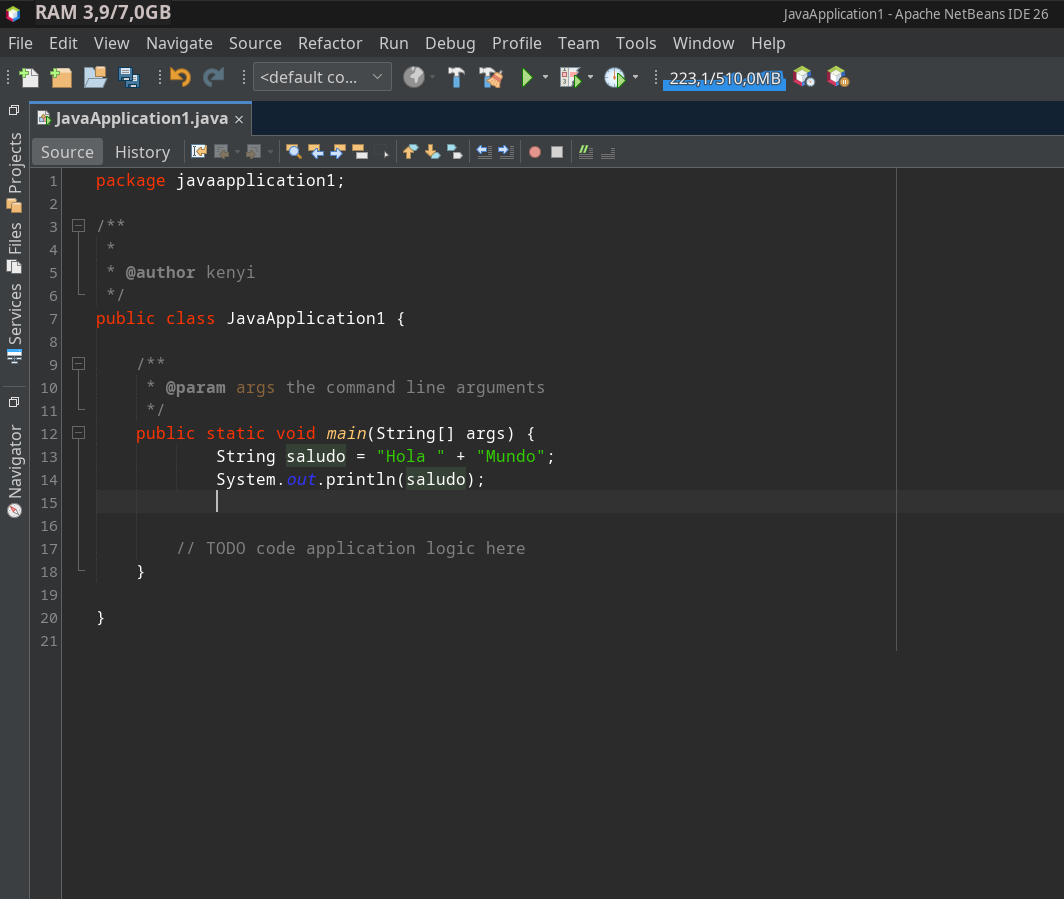 RAM 3,9/7,0GB
JavaApplication1 - Apache NetBeans IDE 26
File Edit View Navigate Source Refactor Run Debug Profile Team Tools Window Help
<default co...
223,1/510,0MB
JavaApplication1.java
Source History
Projects
Files
Services
Navigator
1 package javaapplication1;
2
3 /**
4 *
5 * @author kenyi
6 */
7 public class JavaApplication1 {
8
9 /**
10 * @param args the command line arguments
11 */
12 public static void main(String[] args) {
13 String saludo = "Hola " + "Mundo";
14 System.out.println(saludo);
15
16
17 // TODO code application logic here
18 }
19
20 }
21